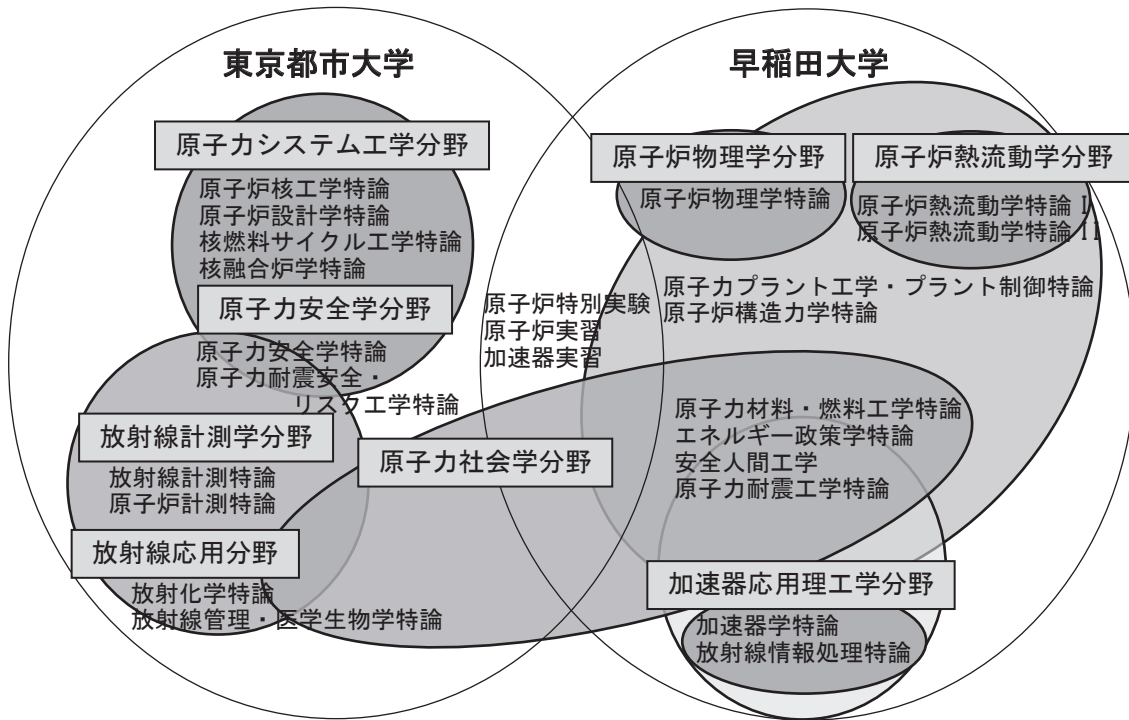 東京都市大学
原子力システム工学分野
原子炉核工学特論
原子炉設計学特論
核燃料サイクル工学特論
核融合炉学特論
原子力安全学分野
原子力安全学特論
原子力耐震安全・
リスク工学特論
放射線計測学分野
放射線計測特論
原子炉計測特論
放射線応用分野
放射化学特論
放射線管理・医学生物学特論
原子炉特別実験
原子炉実習
加速器実習
原子力社会学分野
早稲田大学
原子炉物理学分野
原子炉物理学特論
原子炉熱流動学分野
原子炉熱流動学特論 I
原子炉熱流動学特論 II
原子力プラント工学・プラント制御特論
原子炉構造力学特論
原子力材料・燃料工学特論
エネルギー政策学特論
安全人間工学
原子力耐震工学特論
加速器応用理工学分野
加速器学特論
放射線情報処理特論